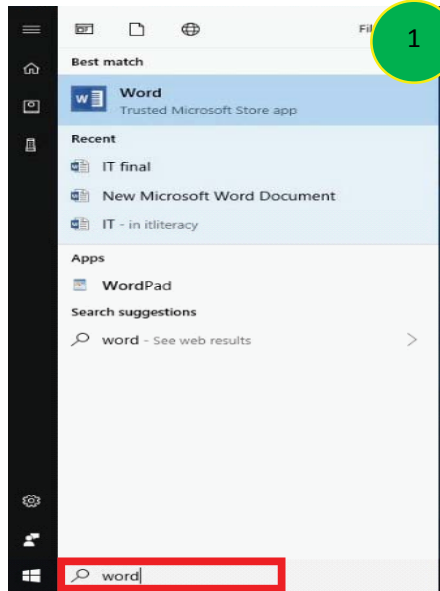 Fil
1
Best match
Word
Trusted Microsoft Store app
Recent
IT final
New Microsoft Word Document
IT - in itliteracy
Apps
WordPad
Search suggestions
word - See web results
word